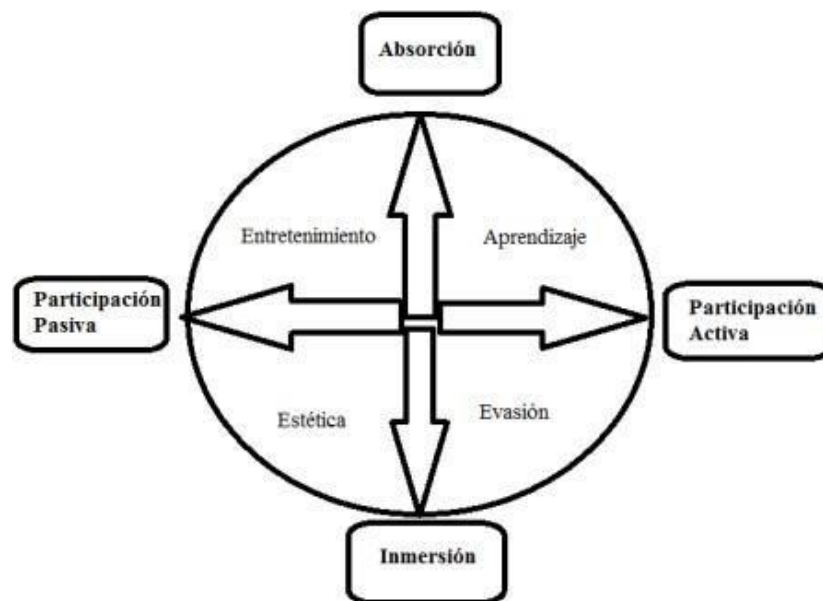 Absorción
Entretenimiento
Aprendizaje
Participación
Pasiva
Participación
Activa
Estética
Evasión
Inmersión